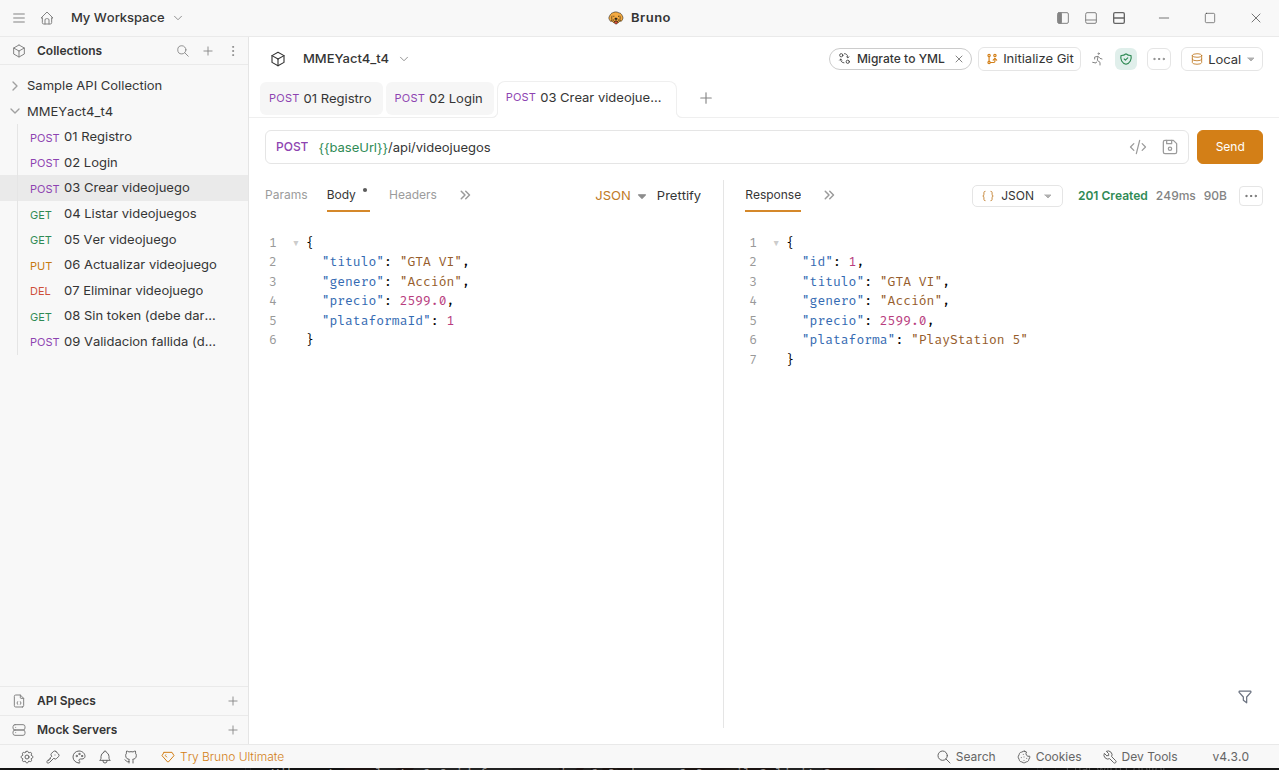 My Workspace
Bruno
Collections
MMEYact4_t4
Migrate to YML
Initialize Git
Local
Sample API Collection
MMEYact4_t4
POST 01 Registro
POST 02 Login
POST 03 Crear videojuego
GET 04 Listar videojuegos
GET 05 Ver videojuego
PUT 06 Actualizar videojuego
DEL 07 Eliminar videojuego
GET 08 Sin token (debe dar...
POST 09 Validacion fallida (d...
API Specs
Mock Servers
POST 01 Registro
POST 02 Login
POST 03 Crear videojue...
POST {{baseUrl}}/api/videojuegos
Send
Params Body Headers
JSON Prettify
1 {
2 "titulo": "GTA VI",
3 "genero": "Acción",
4 "precio": 2599.0,
5 "plataformaId": 1
6 }
Response
{ } JSON
201 Created 249ms 90B
1 {
2 "id": 1,
3 "titulo": "GTA VI",
4 "genero": "Acción",
5 "precio": 2599.0,
6 "plataforma": "PlayStation 5"
7 }
Try Bruno Ultimate
Search
Cookies
Dev Tools
v4.3.0